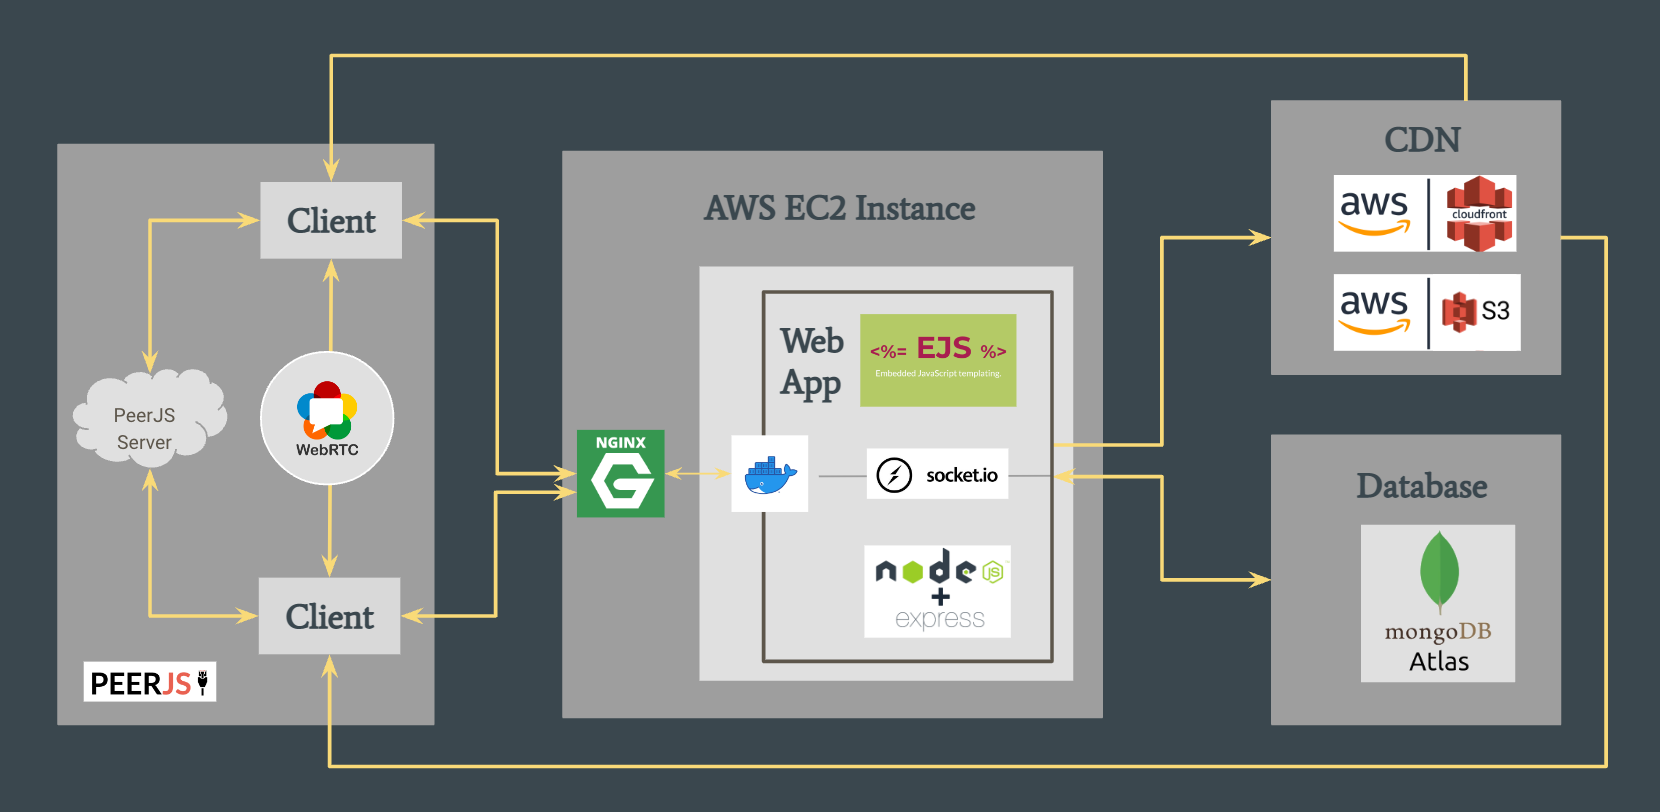 Client
PeerJS
Server
WebRTC
Client
PEERJS
AWS EC2 Instance
NGINX
Web
App
<%= EJS %>
Embedded JavaScript templating.
socket.io
node JS
+
express
CDN
aws
cloudfront
aws
S3
Database
mongoDB
Atlas